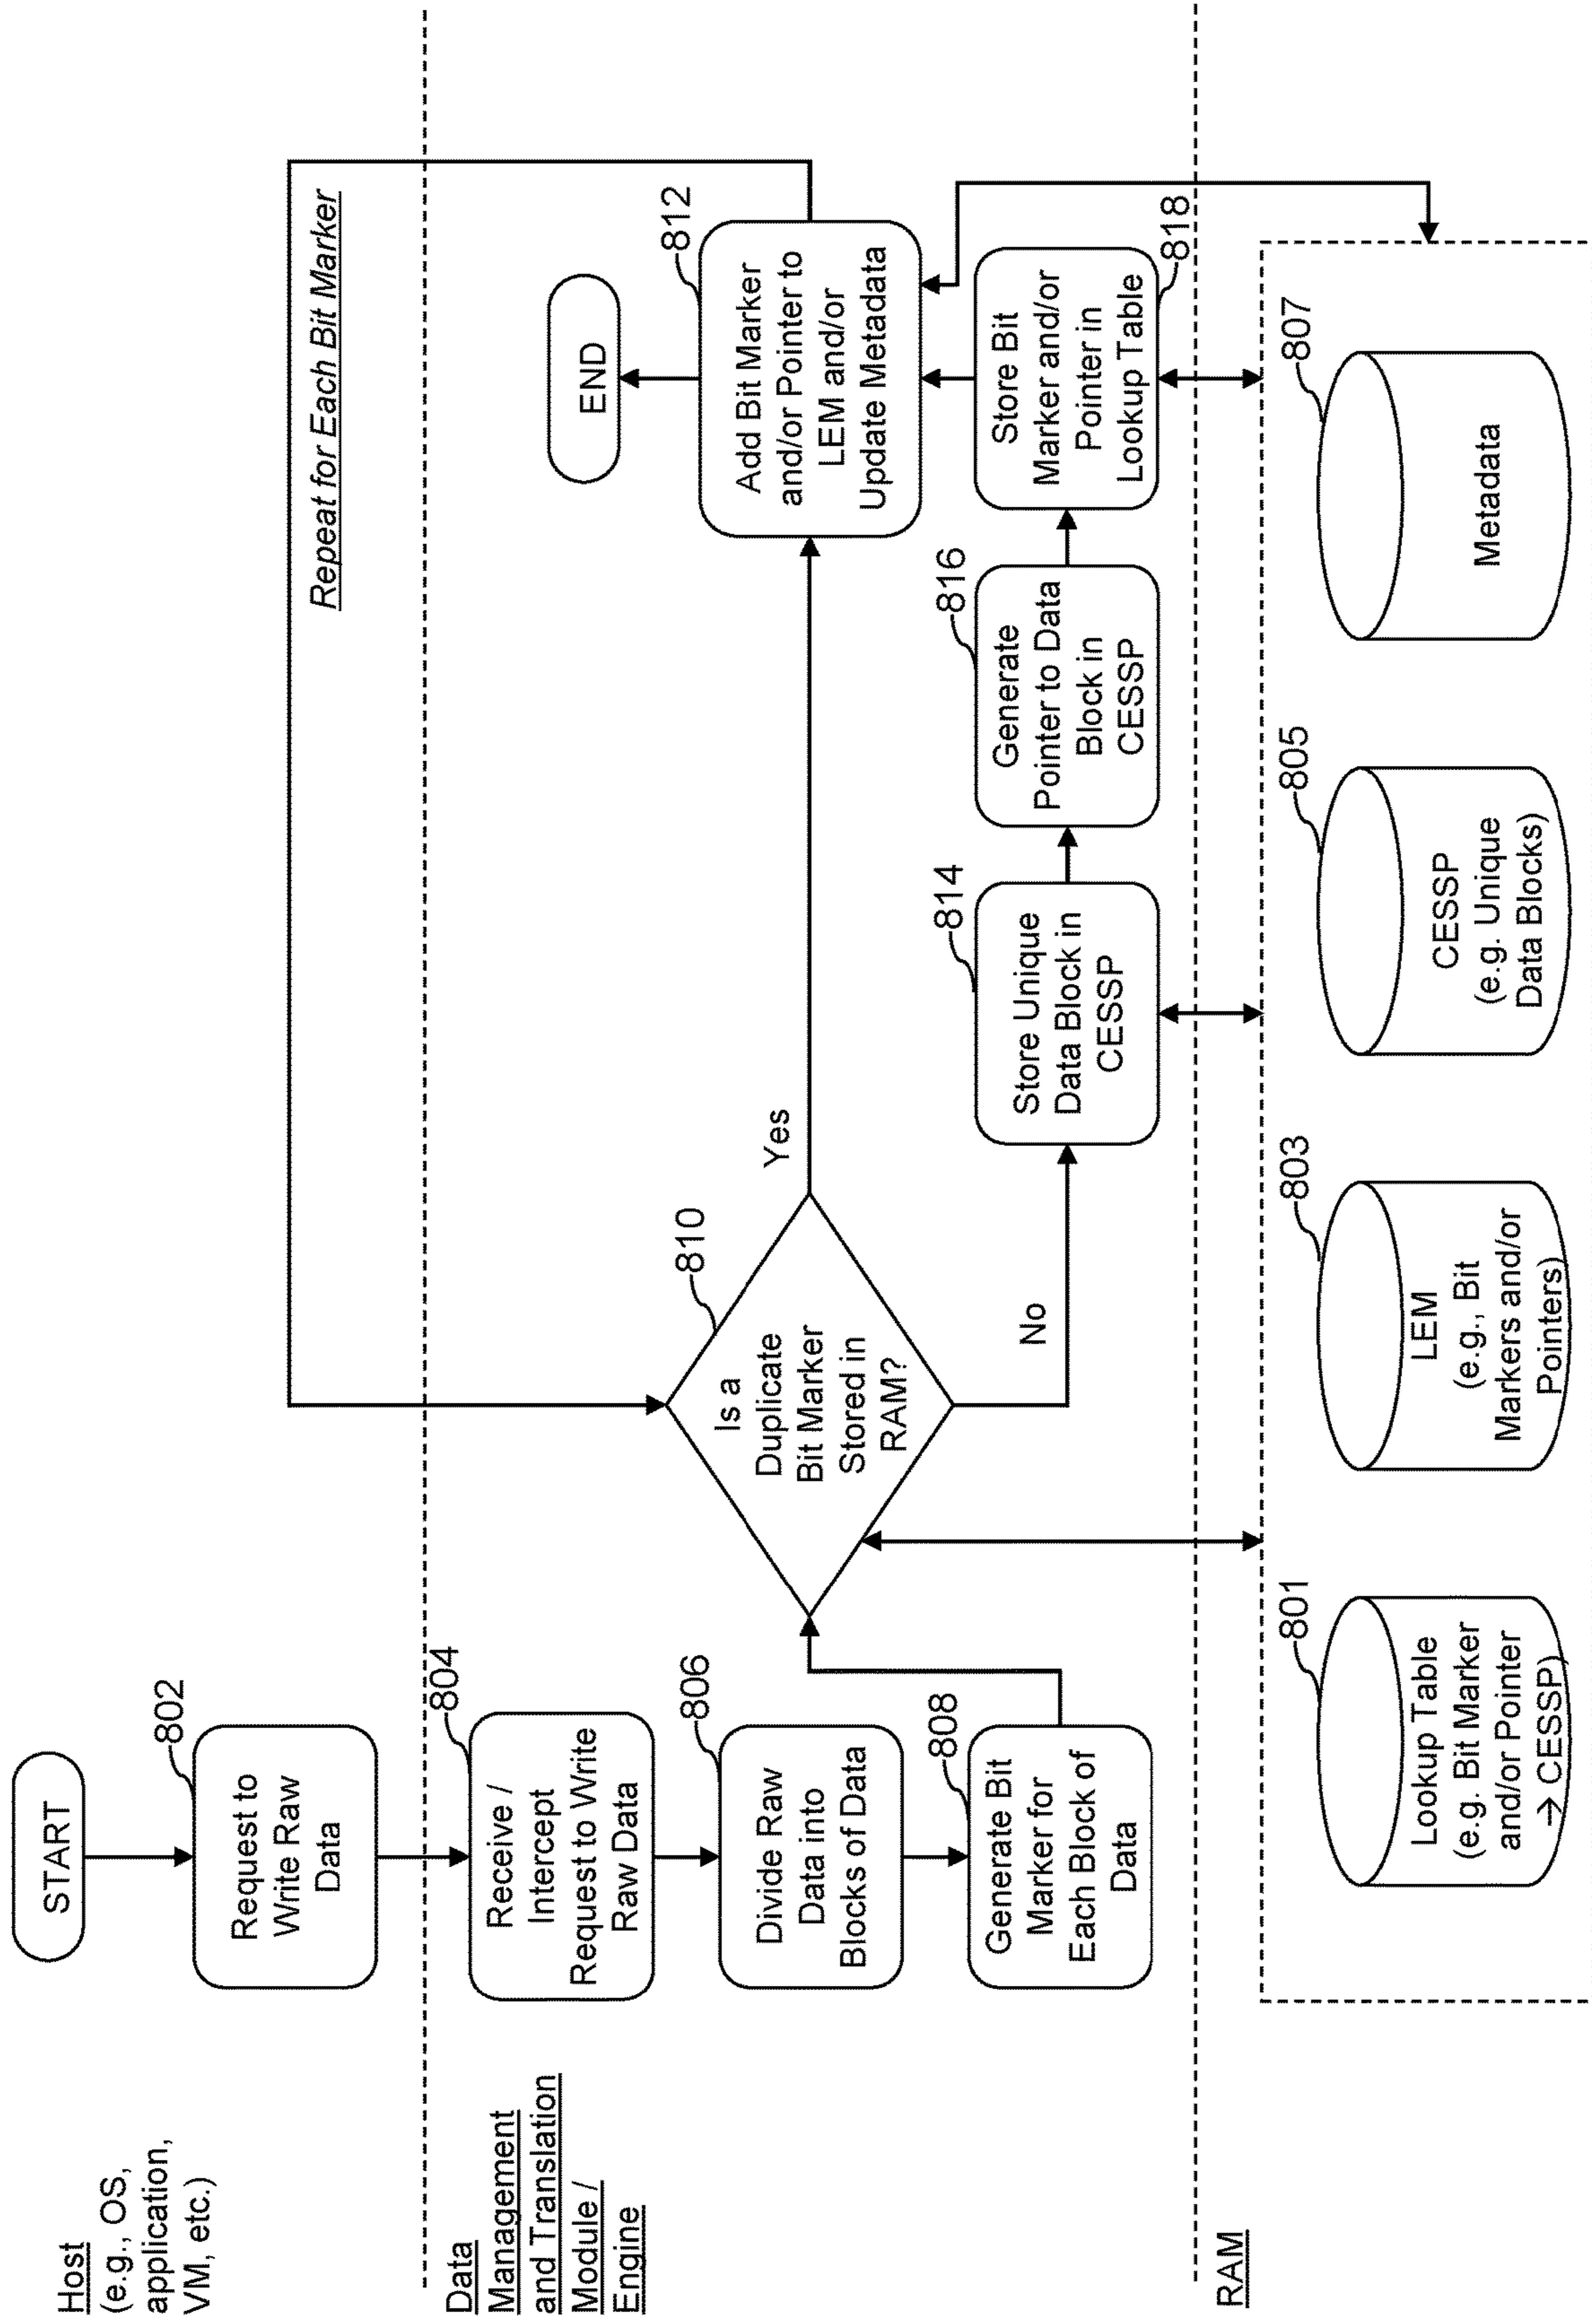 Host
(e.g., OS,
application,
VM, etc.)
START
802
Request to
Write Raw
Data
Repeat for Each Bit Marker
Data
Management
and Translation
Module /
Engine
804
Receive /
Intercept
Request to Write
Raw Data
806
Divide Raw
Data into
Blocks of Data
808
Generate Bit
Marker for
Each Block of
Data
810
Is a
Duplicate
Bit Marker
Stored in
RAM?
Yes
No
END
812
Add Bit Marker
and/or Pointer to
LEM and/or
Update Metadata
814
Store Unique
Data Block in
CESSP
816
Generate
Pointer to Data
Block in
CESSP
818
Store Bit
Marker and/or
Pointer in
Lookup Table
RAM
801
Lookup Table
(e.g. Bit Marker
and/or Pointer
→ CESSP)
803
LEM
(e.g., Bit
Markers and/or
Pointers)
805
CESSP
(e.g. Unique
Data Blocks)
807
Metadata